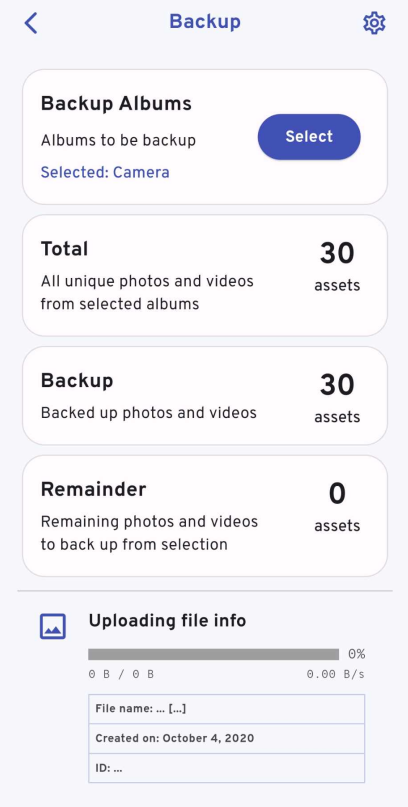 Backup
Backup Albums
Albums to be backup
Select
Selected: Camera
Total
30
All unique photos and videos
from selected albums
assets
Backup
30
Backed up photos and videos
assets
Remainder
0
Remaining photos and videos
to back up from selection
assets
Uploading file info
0%
0 B / 0 B
0.00 B/s
File name: ... [...]
Created on: October 4, 2020
ID: ...